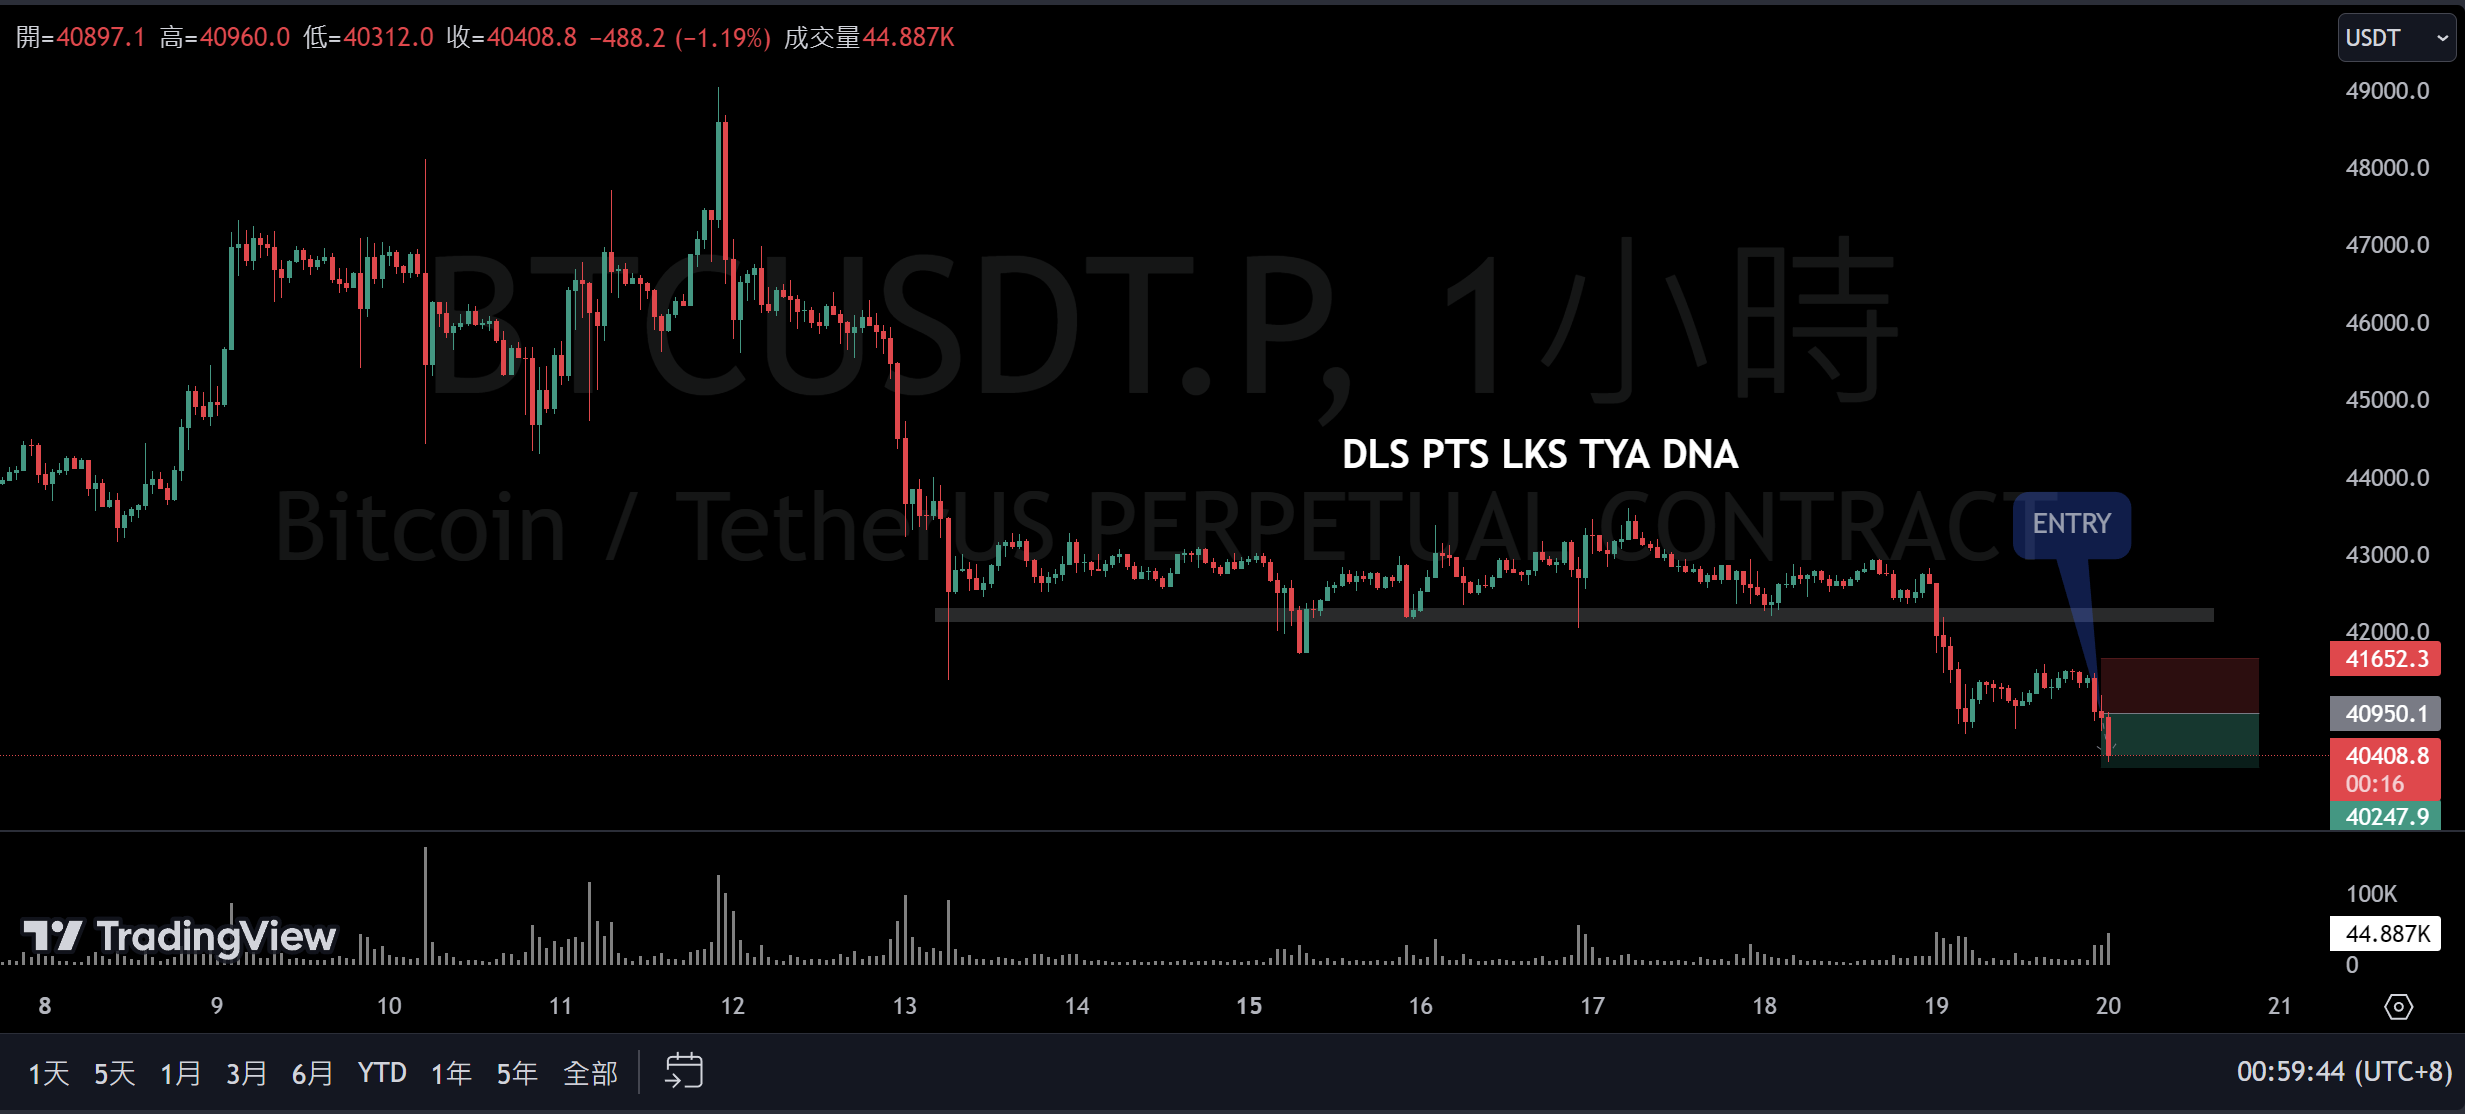 開=40897.1 高=40960.0 低=40312.0 收=40408.8 −488.2 (−1.19%) 成交量44.887K
USDT
49000.0
48000.0
47000.0
46000.0
45000.0
44000.0
43000.0
42000.0
41652.3
40950.1
40408.8
00:16
40247.9
BTCUSDT.P, 1小時
Bitcoin / TetherUS PERPETUAL CONTRACT
DLS PTS LKS TYA DNA
ENTRY
100K
44.887K
0
TradingView
8 9 10 11 12 13 14 15 16 17 18 19 20 21
1天 5天 1月 3月 6月 YTD 1年 5年 全部
00:59:44 (UTC+8)